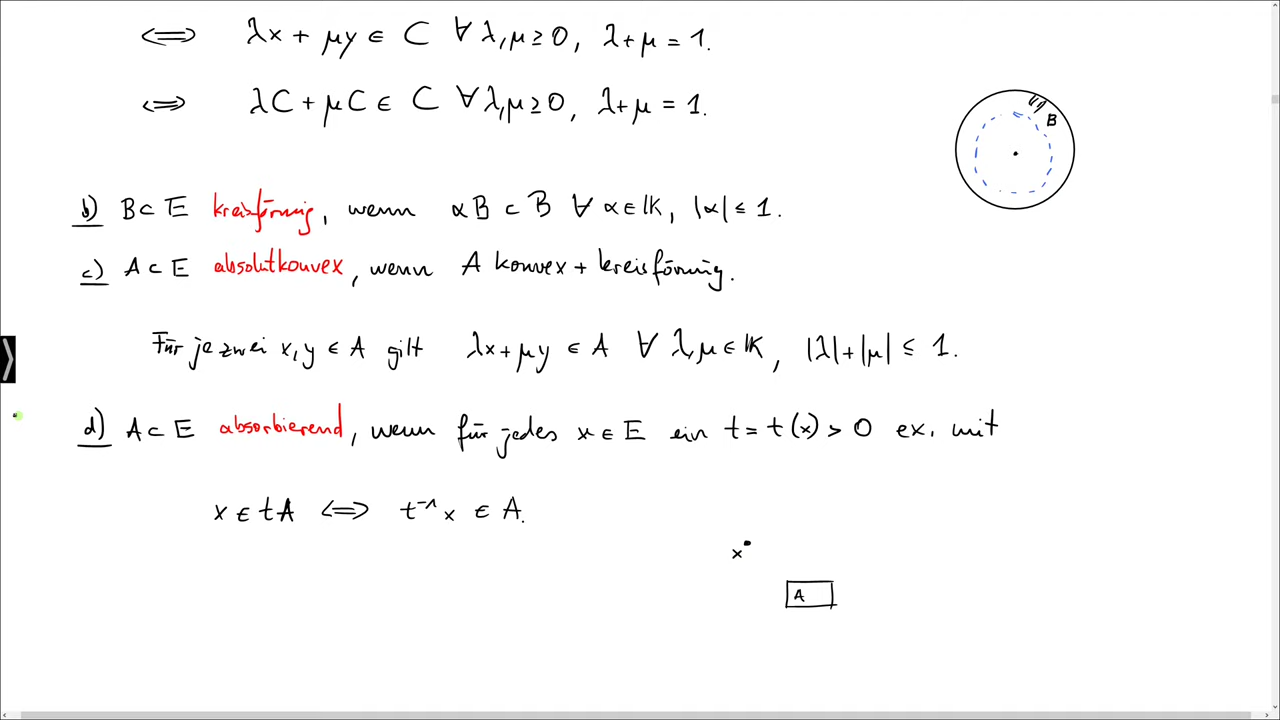 ⟺ λx + μy ∈ C ∀ λ,μ ≥ 0, λ+μ = 1.
⟺ λC + μC ∈ C ∀ λ,μ ≥ 0, λ+μ = 1.
B
b) B ⊂ E kreisförmig, wenn αB ⊂ B ∀ α ∈ 𝕂, |α| ≤ 1.
c) A ⊂ E absolutkonvex, wenn A konvex + kreisförmig.
Für je zwei x,y ∈ A gilt λx + μy ∈ A ∀ λ,μ ∈ 𝕂, |λ|+|μ| ≤ 1.
d) A ⊂ E absorbierend, wenn für jedes x ∈ E ein t = t(x) > 0 ex. mit
x ∈ tA ⟺ t⁻¹x ∈ A.
x
A